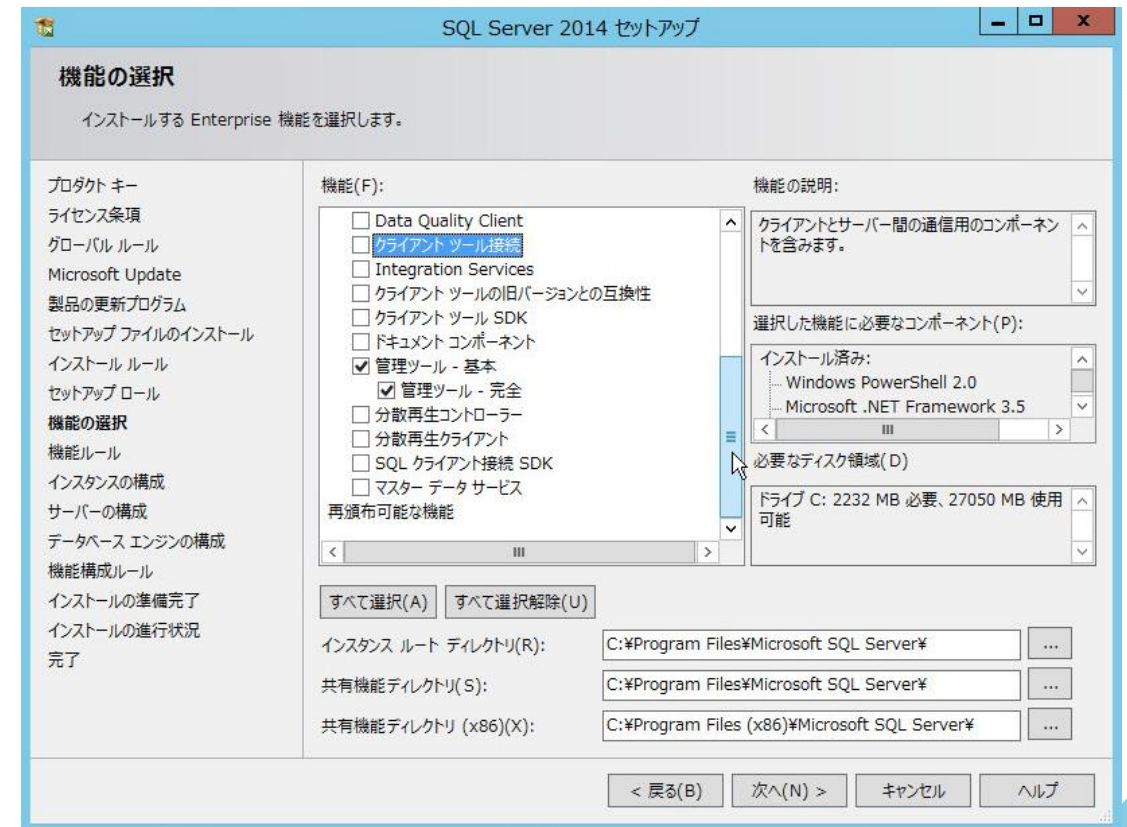 SQL Server 2014 セットアップ
機能の選択
インストールする Enterprise 機能を選択します。
プロダクト キー
ライセンス条項
グローバル ルール
Microsoft Update
製品の更新プログラム
セットアップ ファイルのインストール
インストール ルール
セットアップ ロール
機能の選択
機能ルール
インスタンスの構成
サーバーの構成
データベース エンジンの構成
機能構成ルール
インストールの準備完了
インストールの進行状況
完了
機能(F):
Data Quality Client
クライアント ツール接続
Integration Services
クライアント ツールの旧バージョンとの互換性
クライアント ツール SDK
ドキュメント コンポーネント
管理ツール - 基本
管理ツール - 完全
分散再生コントローラー
分散再生クライアント
SQL クライアント接続 SDK
マスター データ サービス
再頒布可能な機能
機能の説明:
クライアントとサーバー間の通信用のコンポーネン
トを含みます。
選択した機能に必要なコンポーネント(P):
インストール済み:
Windows PowerShell 2.0
Microsoft .NET Framework 3.5
必要なディスク領域(D)
ドライブ C: 2232 MB 必要、27050 MB 使用
可能
すべて選択(A) すべて選択解除(U)
インスタンス ルート ディレクトリ(R): C:¥Program Files¥Microsoft SQL Server¥ ...
共有機能ディレクトリ(S): C:¥Program Files¥Microsoft SQL Server¥ ...
共有機能ディレクトリ (x86)(X): C:¥Program Files (x86)¥Microsoft SQL Server¥ ...
< 戻る(B) 次へ(N) > キャンセル ヘルプ